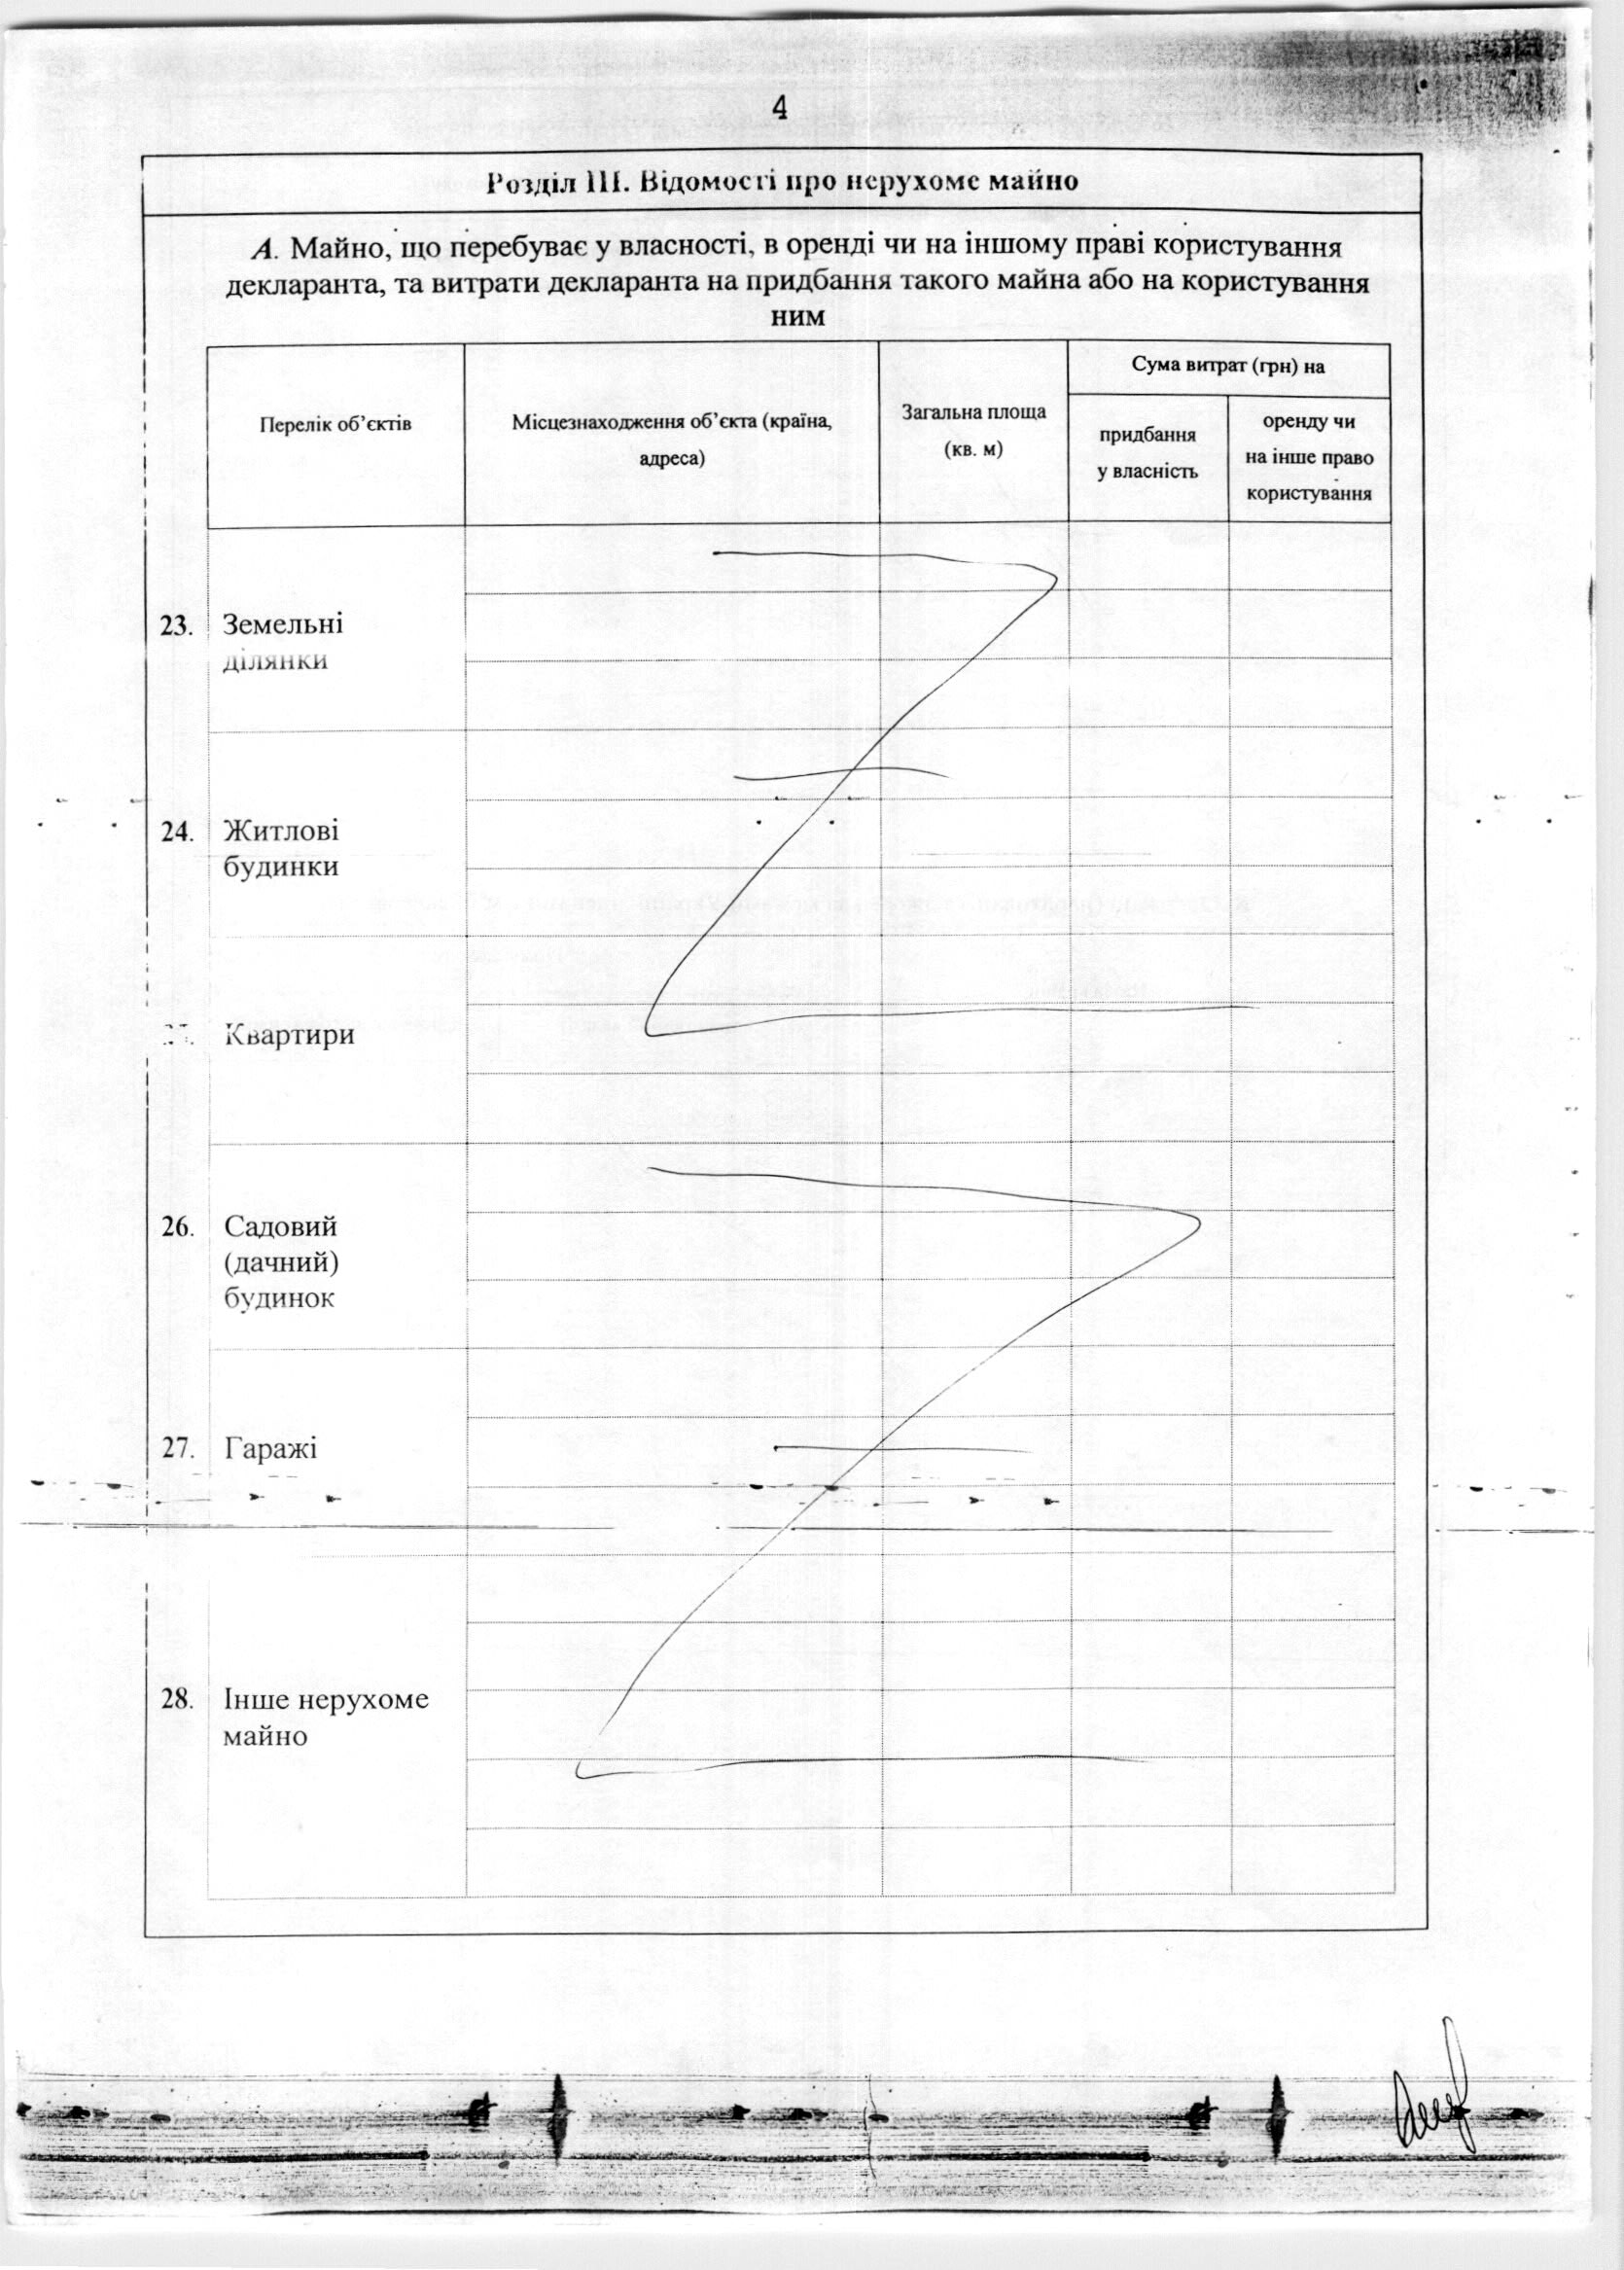 4
Розділ III. Відомості про нерухоме майно
А. Майно, що перебуває у власності, в оренді чи на іншому праві користування
декларанта, та витрати декларанта на придбання такого майна або на користування
ним
Перелік об’єктів
Місцезнаходження об’єкта (країна,
адреса)
Загальна площа
(кв. м)
Сума витрат (грн) на
придбання
у власність
оренду чи
на інше право
користування
23. Земельні
ділянки
24. Житлові
будинки
Квартири
26. Садовий
(дачний)
будинок
27. Гаражі
28. Інше нерухоме
майно